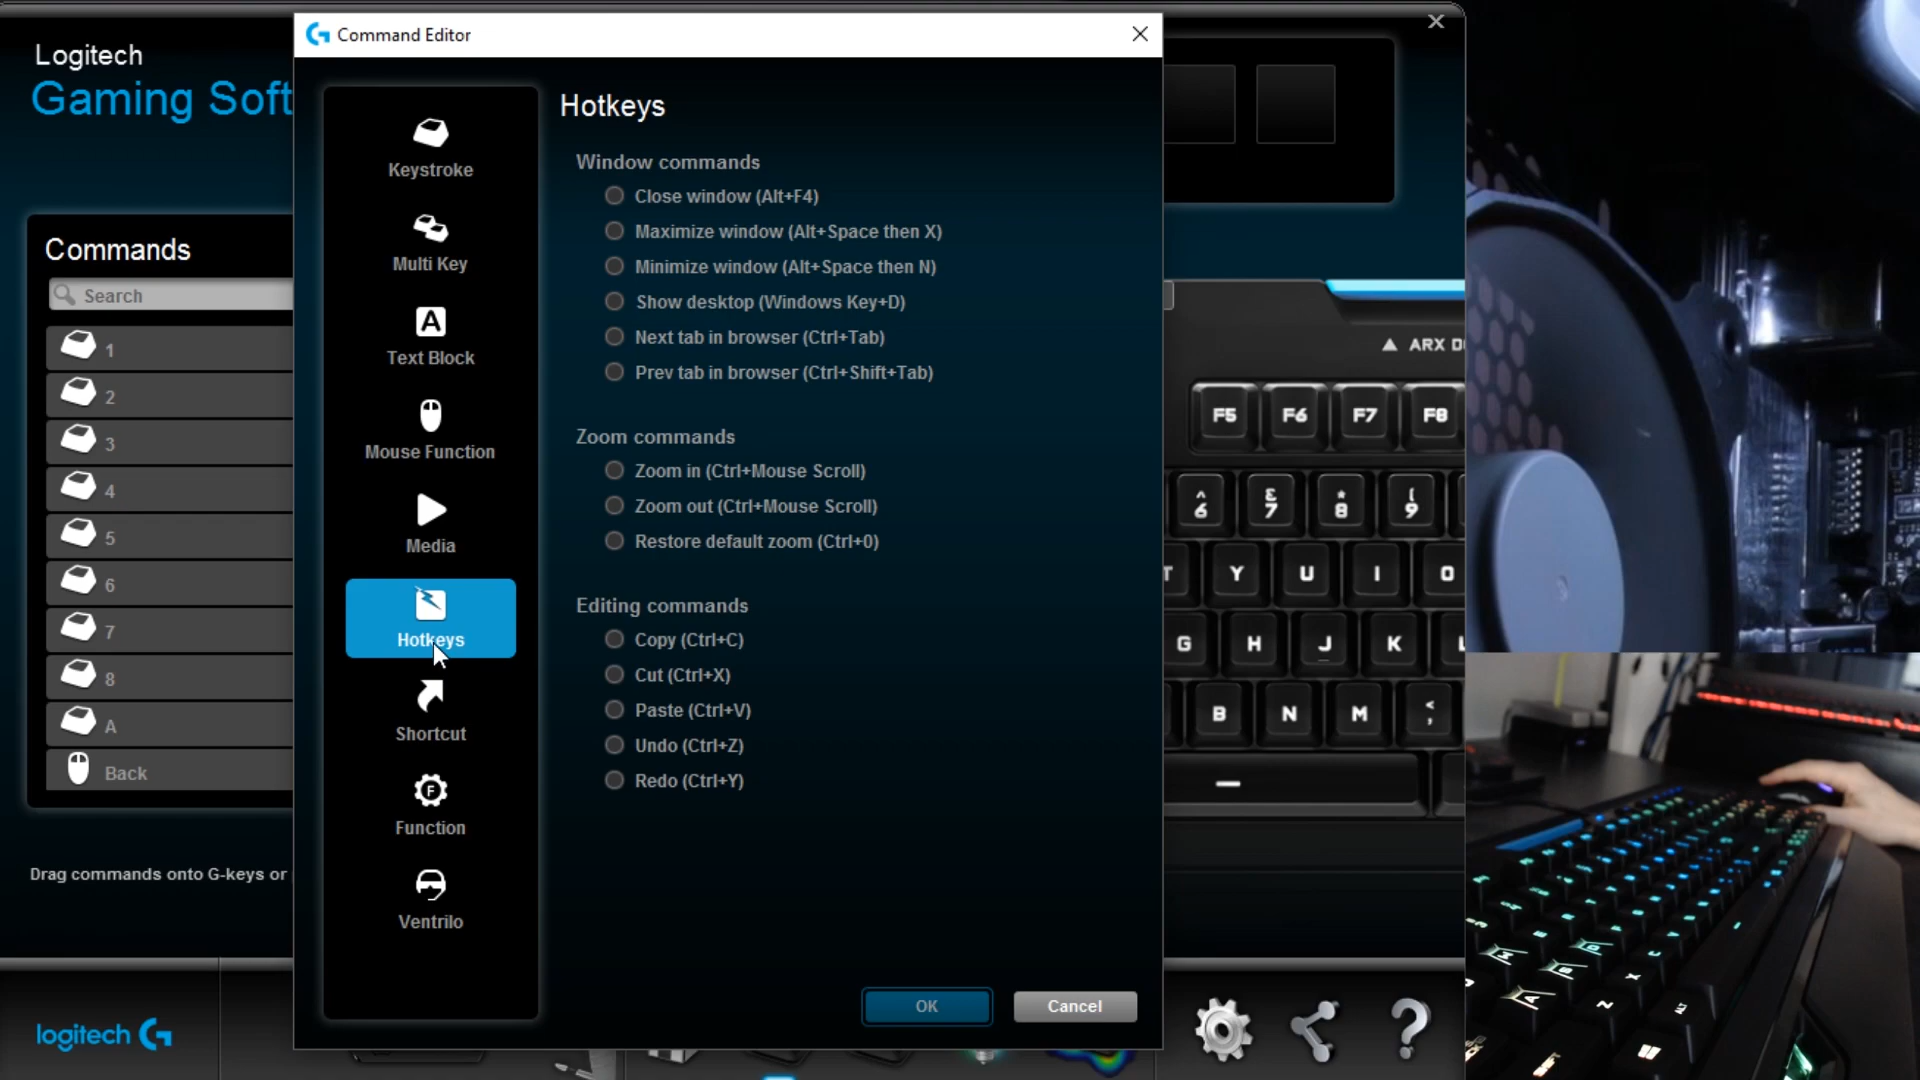 Logitech
Gaming Soft
Commands
Search
1
2
3
4
5
6
7
8
A
Back
Drag commands onto G-keys or
logitech
Command Editor
Keystroke
Multi Key
A
Text Block
Mouse Function
Media
Hotkeys
Shortcut
F
Function
Ventrilo
Hotkeys
Window commands
Close window (Alt+F4)
Maximize window (Alt+Space then X)
Minimize window (Alt+Space then N)
Show desktop (Windows Key+D)
Next tab in browser (Ctrl+Tab)
Prev tab in browser (Ctrl+Shift+Tab)
Zoom commands
Zoom in (Ctrl+Mouse Scroll)
Zoom out (Ctrl+Mouse Scroll)
Restore default zoom (Ctrl+0)
Editing commands
Copy (Ctrl+C)
Cut (Ctrl+X)
Paste (Ctrl+V)
Undo (Ctrl+Z)
Redo (Ctrl+Y)
OK
Cancel
ARX
F5 F6 F7 F8
^ & * (
6 7 8 9
T Y U I O
G H J K L
B N M < ,
?